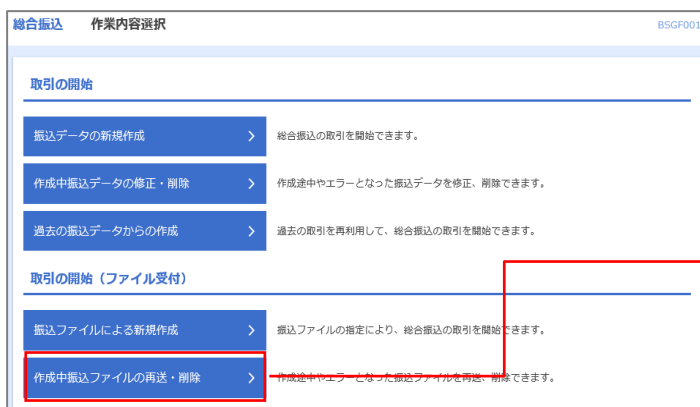 総合振込 作業内容選択 BSGF001
取引の開始
振込データの新規作成 総合振込の取引を開始できます。
作成中振込データの修正・削除 作成途中やエラーとなった振込データを修正、削除できます。
過去の振込データからの作成 過去の取引を再利用して、総合振込の取引を開始できます。
取引の開始（ファイル受付）
振込ファイルによる新規作成 振込ファイルの指定により、総合振込の取引を開始できます。
作成中振込ファイルの再送・削除 作成途中やエラーとなった振込ファイルを再送、削除できます。